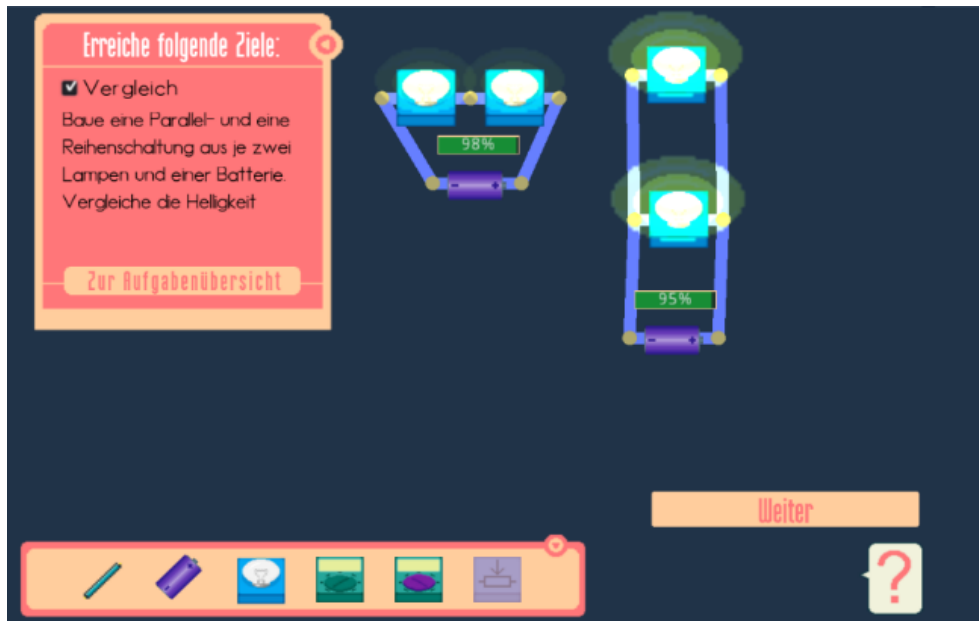 Erreiche folgende Ziele:
Vergleich
Baue eine Parallel- und eine
Reihenschaltung aus je zwei
Lampen und einer Batterie.
Vergleiche die Helligkeit
Zur Aufgabenübersicht
98%
- +
95%
- +
Weiter
?